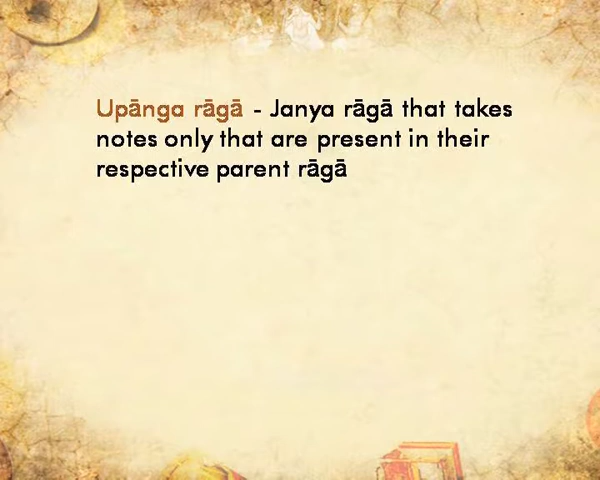 Upānga rāgā - Janya rāgā that takes
notes only that are present in their
respective parent rāgā